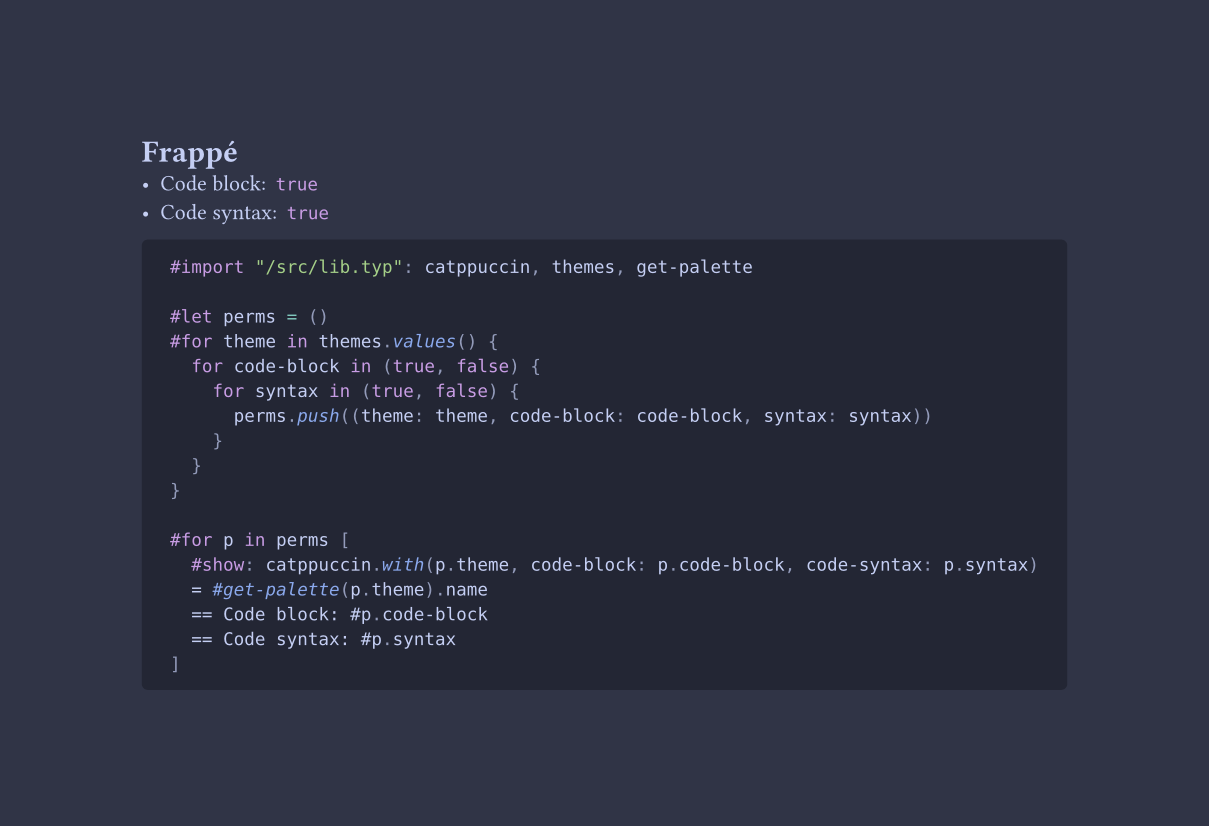 Frappé
• Code block: true
• Code syntax: true
#import "/src/lib.typ": catppuccin, themes, get-palette

#let perms = ()
#for theme in themes.values() {
  for code-block in (true, false) {
    for syntax in (true, false) {
      perms.push((theme: theme, code-block: code-block, syntax: syntax))
    }
  }
}

#for p in perms [
  #show: catppuccin.with(p.theme, code-block: p.code-block, code-syntax: p.syntax)
  = #get-palette(p.theme).name
  == Code block: #p.code-block
  == Code syntax: #p.syntax
]